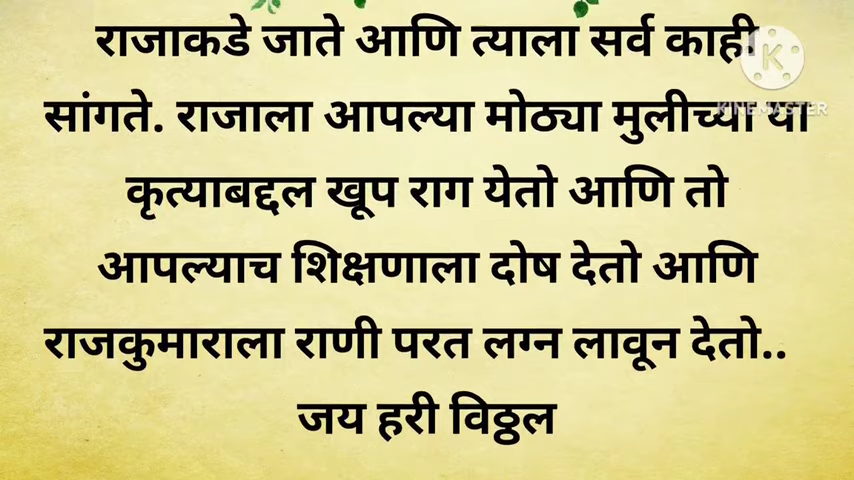 राजाकडे जाते आणि त्याला सर्व काही
सांगते. राजाला आपल्या मोठ्या मुलीच्या या
कृत्याबद्दल खूप राग येतो आणि तो
आपल्याच शिक्षणाला दोष देतो आणि
राजकुमाराला राणी परत लग्न लावून देतो..
जय हरी विठ्ठल
KINEMASTER